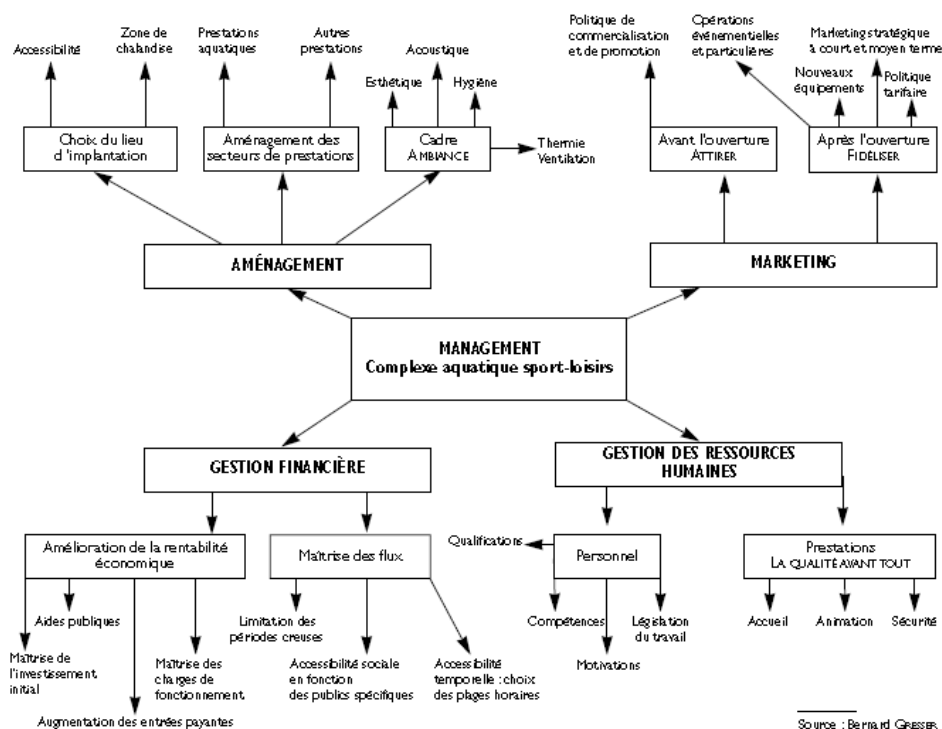 Accessibilité
Zone de
chalandise
Prestations
aquatiques
Autres
prestations
Acoustique
Esthétique
Hygiène
Politique de
commercialisation
et de promotion
Opérations
événementielles
et particulières
Marketing stratégique
à court et moyen terme
Nouveaux
équipements
Politique
tarifaire
Choix du lieu
d'implantation
Aménagement des
secteurs de prestations
Cadre
AMBIANCE
Thermie
Ventilation
Avant l'ouverture
ATTIRER
Après l'ouverture
FIDÉLISER
AMÉNAGEMENT
MARKETING
MANAGEMENT
Complexe aquatique sport-loisirs
GESTION FINANCIÈRE
GESTION DES RESSOURCES
HUMAINES
Amélioration de la rentabilité
économique
Maîtrise des flux
Qualifications
Personnel
Prestations
LA QUALITÉ AVANT TOUT
Aides publiques
Maîtrise de
l'investissement
initial
Maîtrise des
charges de
fonctionnement
Augmentation des entrées payantes
Limitation des
périodes creuses
Accessibilité sociale
en fonction
des publics spécifiques
Accessibilité
temporelle : choix
des plages horaires
Compétences
Législation
du travail
Motivations
Accueil
Animation
Sécurité
Source : Bernard GRESSER